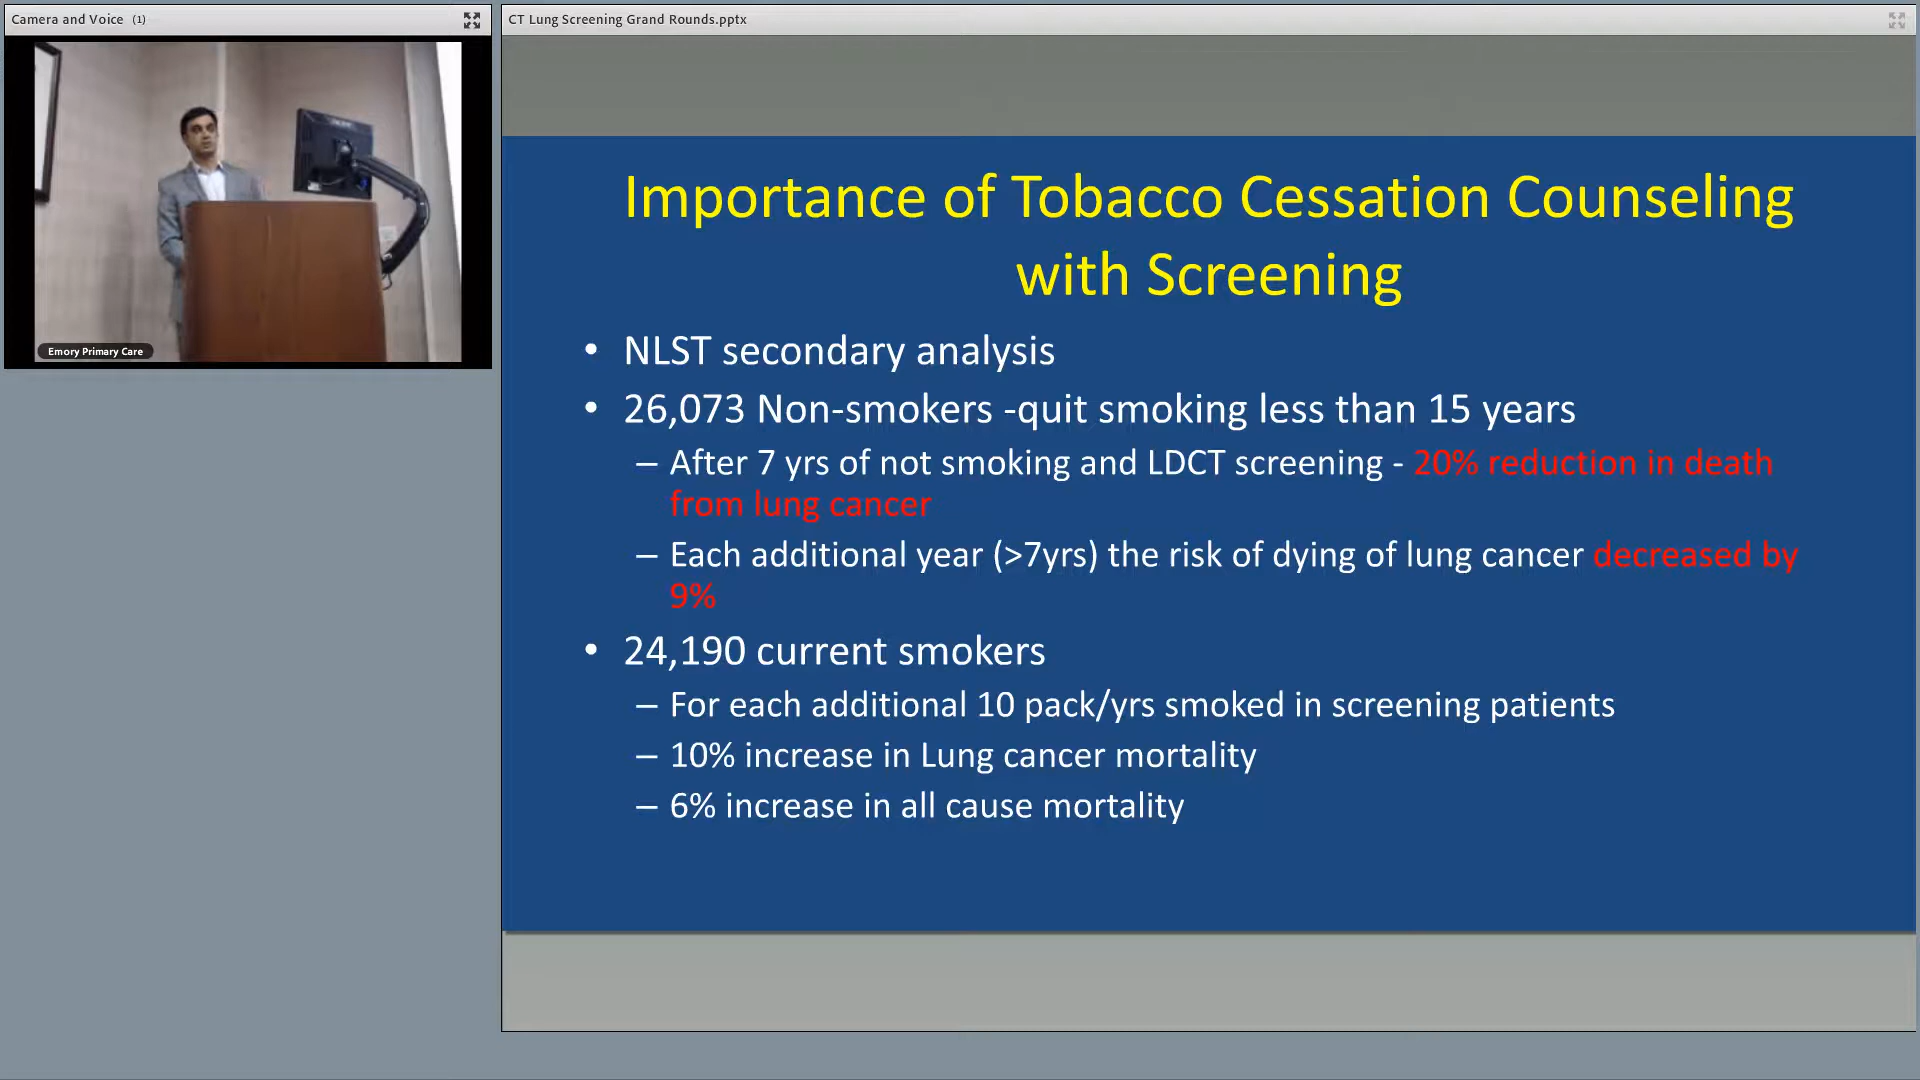 Camera and Voice (1)
Emory Primary Care
CT Lung Screening Grand Rounds.pptx
Importance of Tobacco Cessation Counseling
with Screening
• NLST secondary analysis
• 26,073 Non-smokers -quit smoking less than 15 years
– After 7 yrs of not smoking and LDCT screening - 20% reduction in death
from lung cancer
– Each additional year (>7yrs) the risk of dying of lung cancer decreased by
9%
• 24,190 current smokers
– For each additional 10 pack/yrs smoked in screening patients
– 10% increase in Lung cancer mortality
– 6% increase in all cause mortality